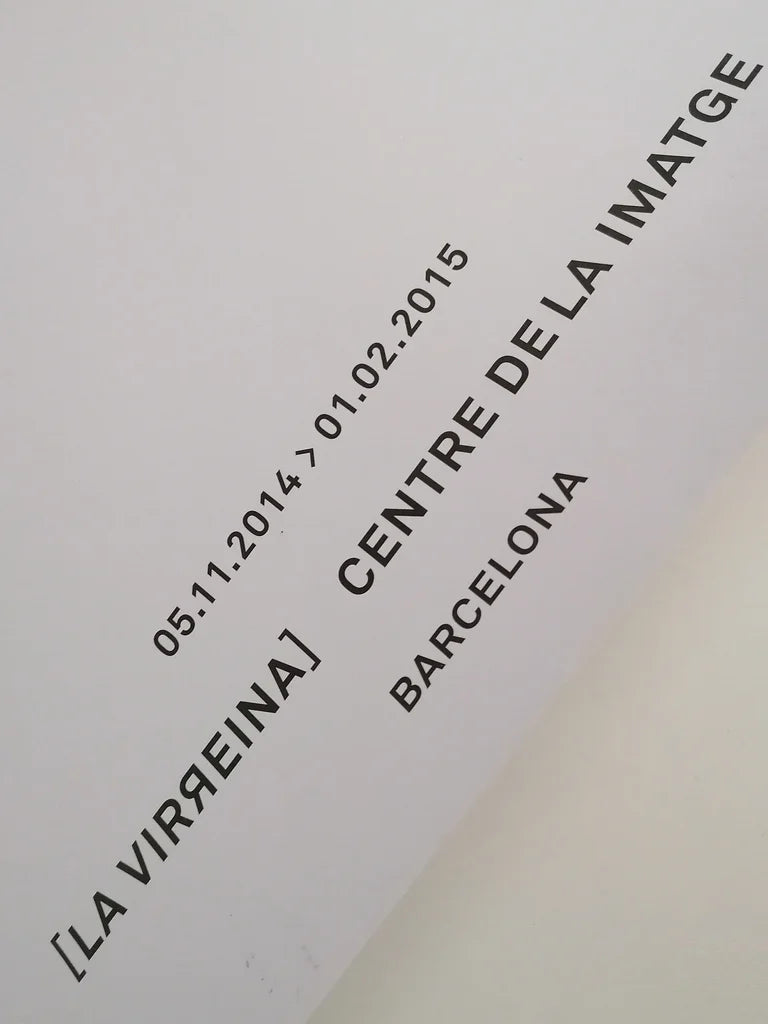 05.11.2014 > 01.02.2015
[LA VIRЯEINA] CENTRE DE LA IMATGE
BARCELONA